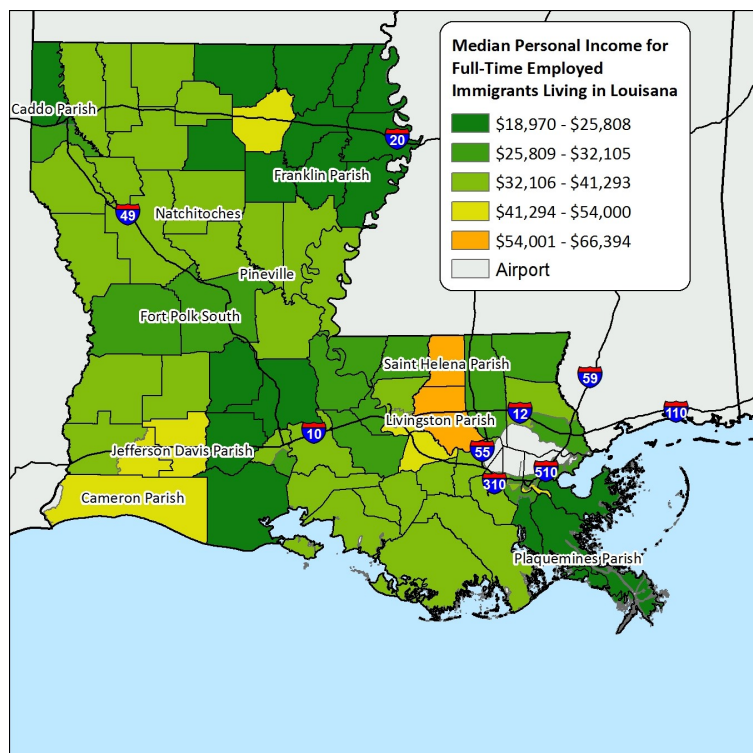 Median Personal Income for
Full-Time Employed
Immigrants Living in Louisana
$18,970 - $25,808
$25,809 - $32,105
$32,106 - $41,293
$41,294 - $54,000
$54,001 - $66,394
Airport
Caddo Parish
20
Franklin Parish
49
Natchitoches
Pineville
Fort Polk South
Saint Helena Parish
59
12
110
Livingston Parish
10
Jefferson Davis Parish
55
510
310
Cameron Parish
Plaquemines Parish